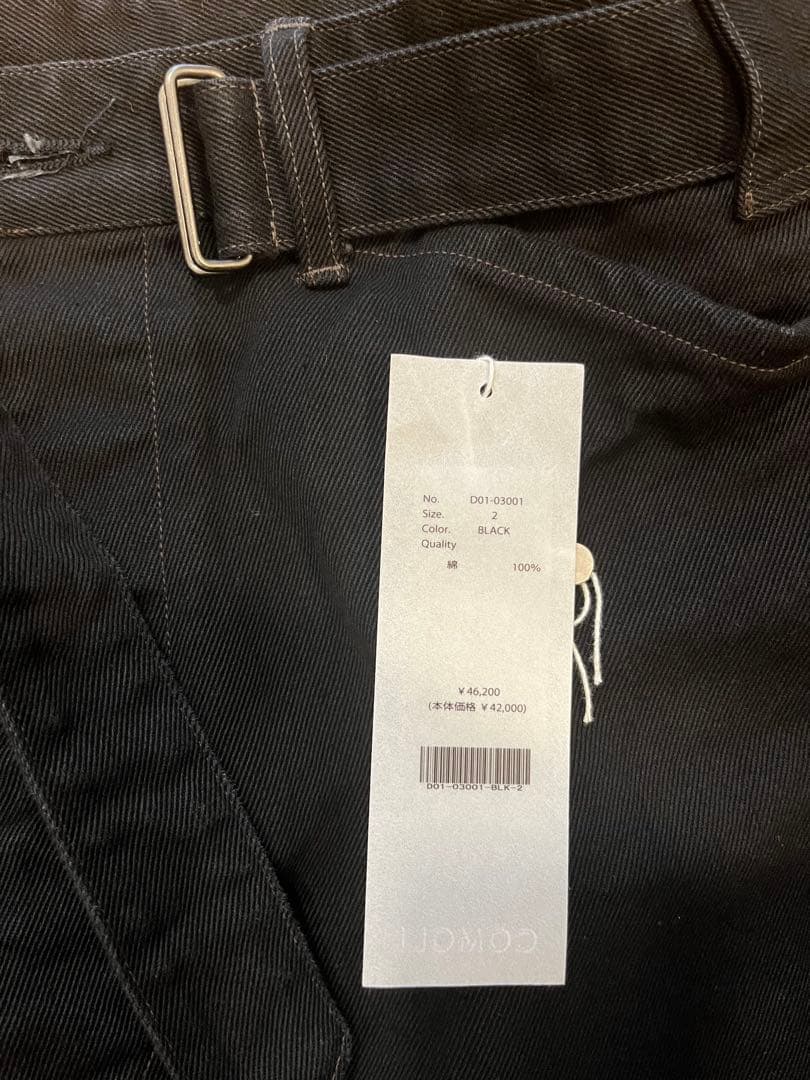 No. D01-03001
Size. 2
Color. BLACK
Quality
綿 100%
¥46,200
(本体価格 ¥42,000)
D01-03001-BLK-2
COMOLI